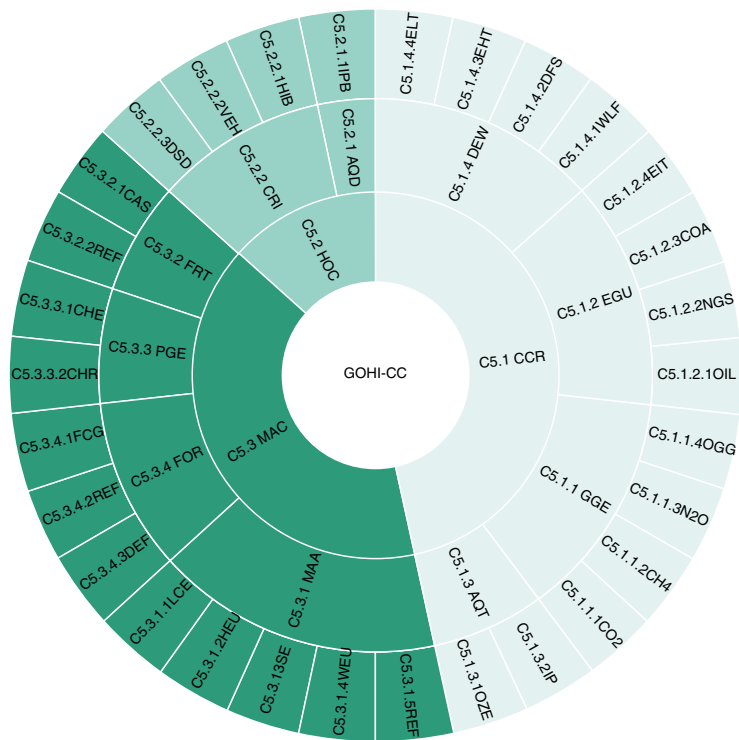 GOHI-CC
C5.1 CCR
C5.2 HOC
C5.3 MAC
C5.1.4 DEW
C5.1.2 EGU
C5.1.1 GGE
C5.1.3 AQT
C5.3.1 MAA
C5.3.4 FOR
C5.3.3 PGE
C5.3.2 FRT
C5.2.2 CRI
C5.2.1 AQD
C5.1.4.4ELT
C5.1.4.3EHT
C5.1.4.2DFS
C5.1.4.1WLF
C5.1.2.4EIT
C5.1.2.3COA
C5.1.2.2NGS
C5.1.2.1OIL
C5.1.1.4OGG
C5.1.1.3N2O
C5.1.1.2CH4
C5.1.1.1CO2
C5.1.3.2IP
C5.1.3.1OZE
C5.3.1.5REF
C5.3.1.4WEU
C5.3.13SE
C5.3.1.2HEU
C5.3.1.1LCE
C5.3.4.3DEF
C5.3.4.2REF
C5.3.4.1FCG
C5.3.3.2CHR
C5.3.3.1CHE
C5.3.2.2REF
C5.3.2.1CAS
C5.2.2.3DSD
C5.2.2.2VEH
C5.2.2.1HIB
C5.2.1.1IPB